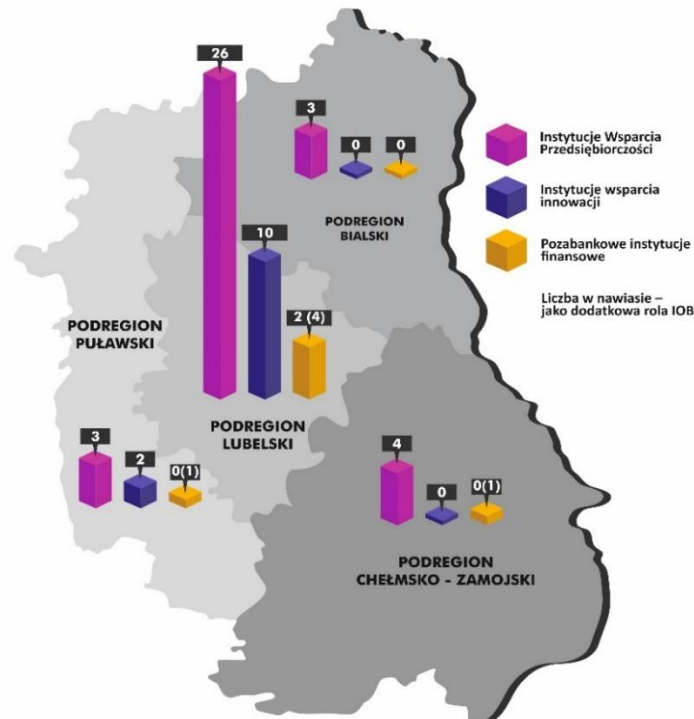 26
3
0
0
PODREGION
BIALSKI
Instytucje Wsparcia
Przedsiębiorczości
Instytucje wsparcia
innowacji
Pozabankowe instytucje
finansowe
Liczba w nawiasie –
jako dodatkowa rola IOB
10
2 (4)
PODREGION
PUŁAWSKI
PODREGION
LUBELSKI
3
2
0(1)
4
0
0(1)
PODREGION
CHEŁMSKO - ZAMOJSKI